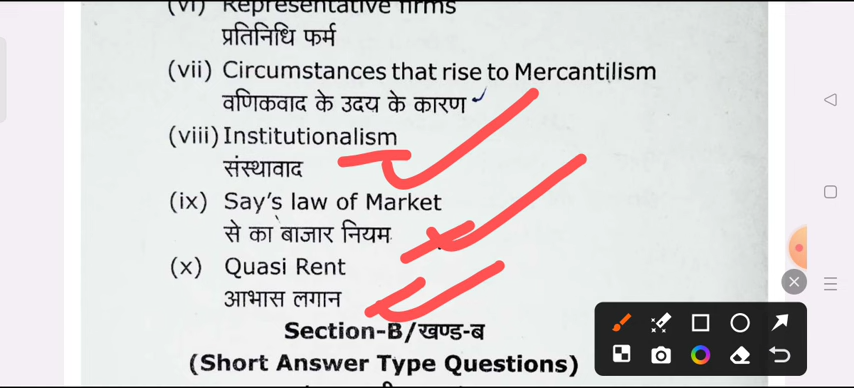 (vi) Representative firms
प्रतिनिधि फर्म
(vii) Circumstances that rise to Mercantilism
वणिकवाद के उदय के कारण
(viii) Institutionalism
संस्थावाद
(ix) Say's law of Market
से का बाजार नियम
(x) Quasi Rent
आभास लगान
Section-B/खण्ड-ब
(Short Answer Type Questions)